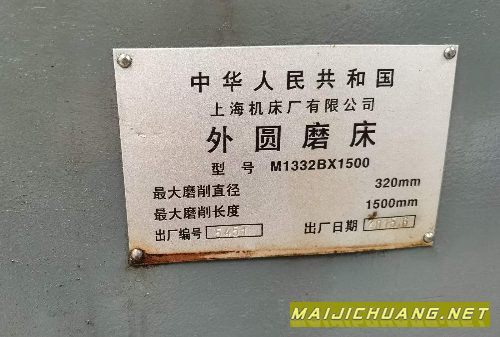 中华人民共和国
上海机床厂有限公司
外圆磨床
型 号 M1332BX1500
最大磨削直径 320mm
最大磨削长度 1500mm
出厂编号 出厂日期
MAIJICHUANG.NET